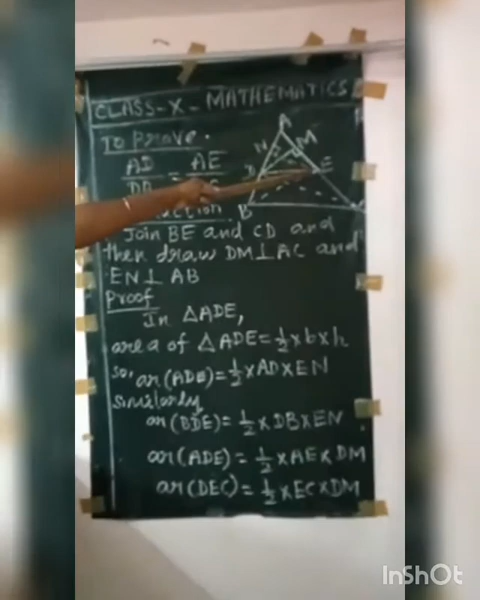 CLASS-X-MATHEMATICS
To Prove.
AD/DB = AE
A
N M
D E
B
Join BE and CD and
then draw DM⊥AC and
EN⊥AB
Proof
In △ADE,
area of △ADE=½×b×h
so, ar(ADE)=½×AD×EN
Similarly
ar(BDE)=½×DB×EN
ar(ADE)=½×AE×DM
ar(DEC)=½×EC×DM
InShOt